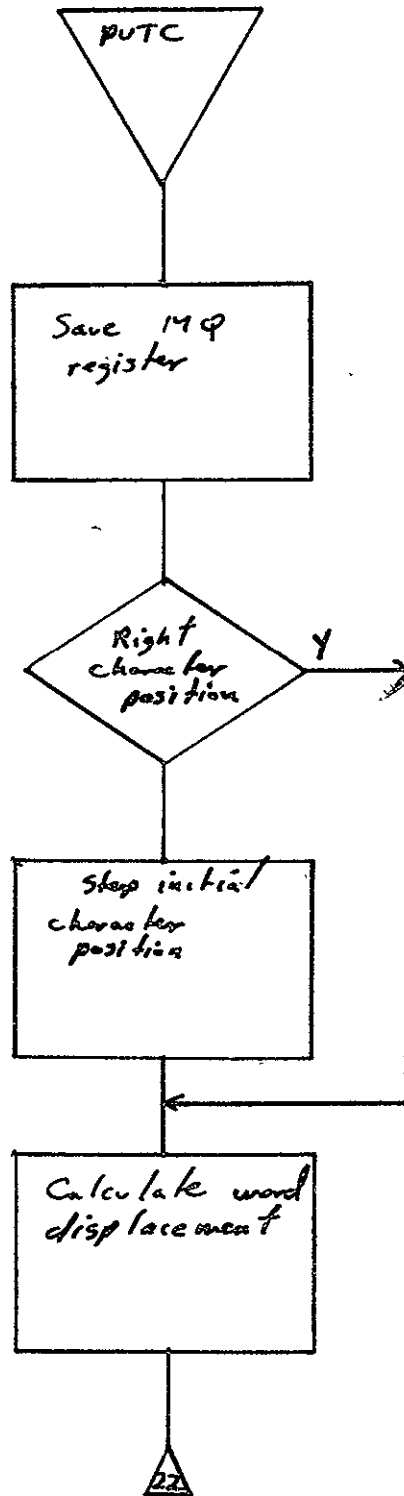 PUTC
Save MQ
register
Right
character
position
Y
Step initial
character
position
Calculate word
displacement
22